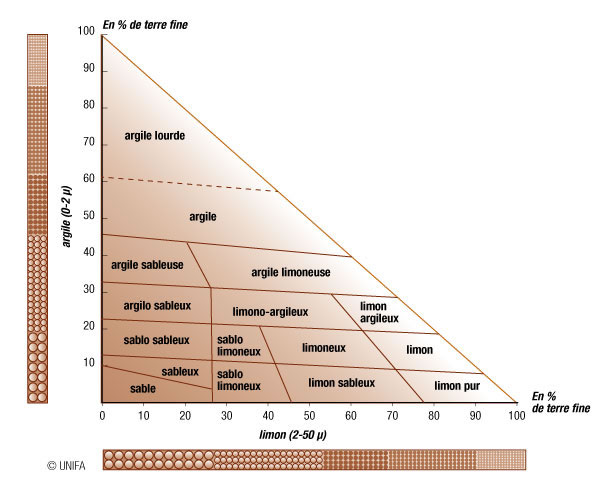 En % de terre fine
100
90
80
argile lourde
70
60
argile (0-2 μ)
argile
50
40
argile sableuse
argile limoneuse
30
argilo sableux
limono-argileux
limon
argileux
20
sablo sableux
sablo
limoneux
limoneux
limon
10
sableux
sable
sablo
limoneux
limon sableux
limon pur
En %
de terre fine
0
10
20
30
40
50
60
70
80
90
100
limon (2-50 μ)
© UNIFA